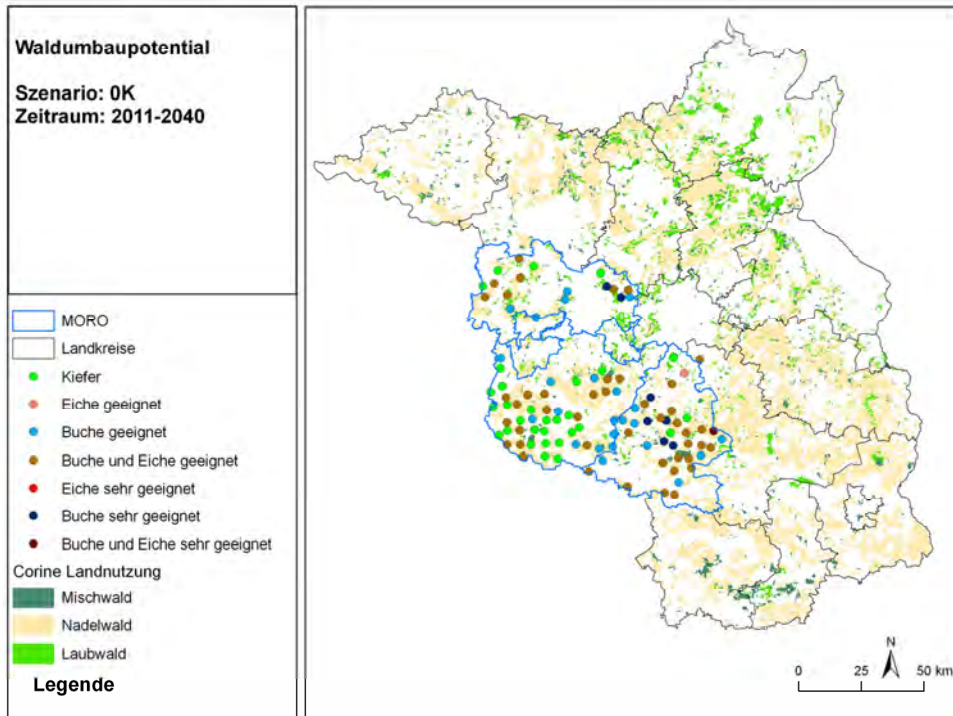 Waldumbaupotential
Szenario: 0K
Zeitraum: 2011-2040
MORO
Landkreise
Kiefer
Eiche geeignet
Buche geeignet
Buche und Eiche geeignet
Eiche sehr geeignet
Buche sehr geeignet
Buche und Eiche sehr geeignet
Corine Landnutzung
Mischwald
Nadelwald
Laubwald
Legende
N
0 25 50 km